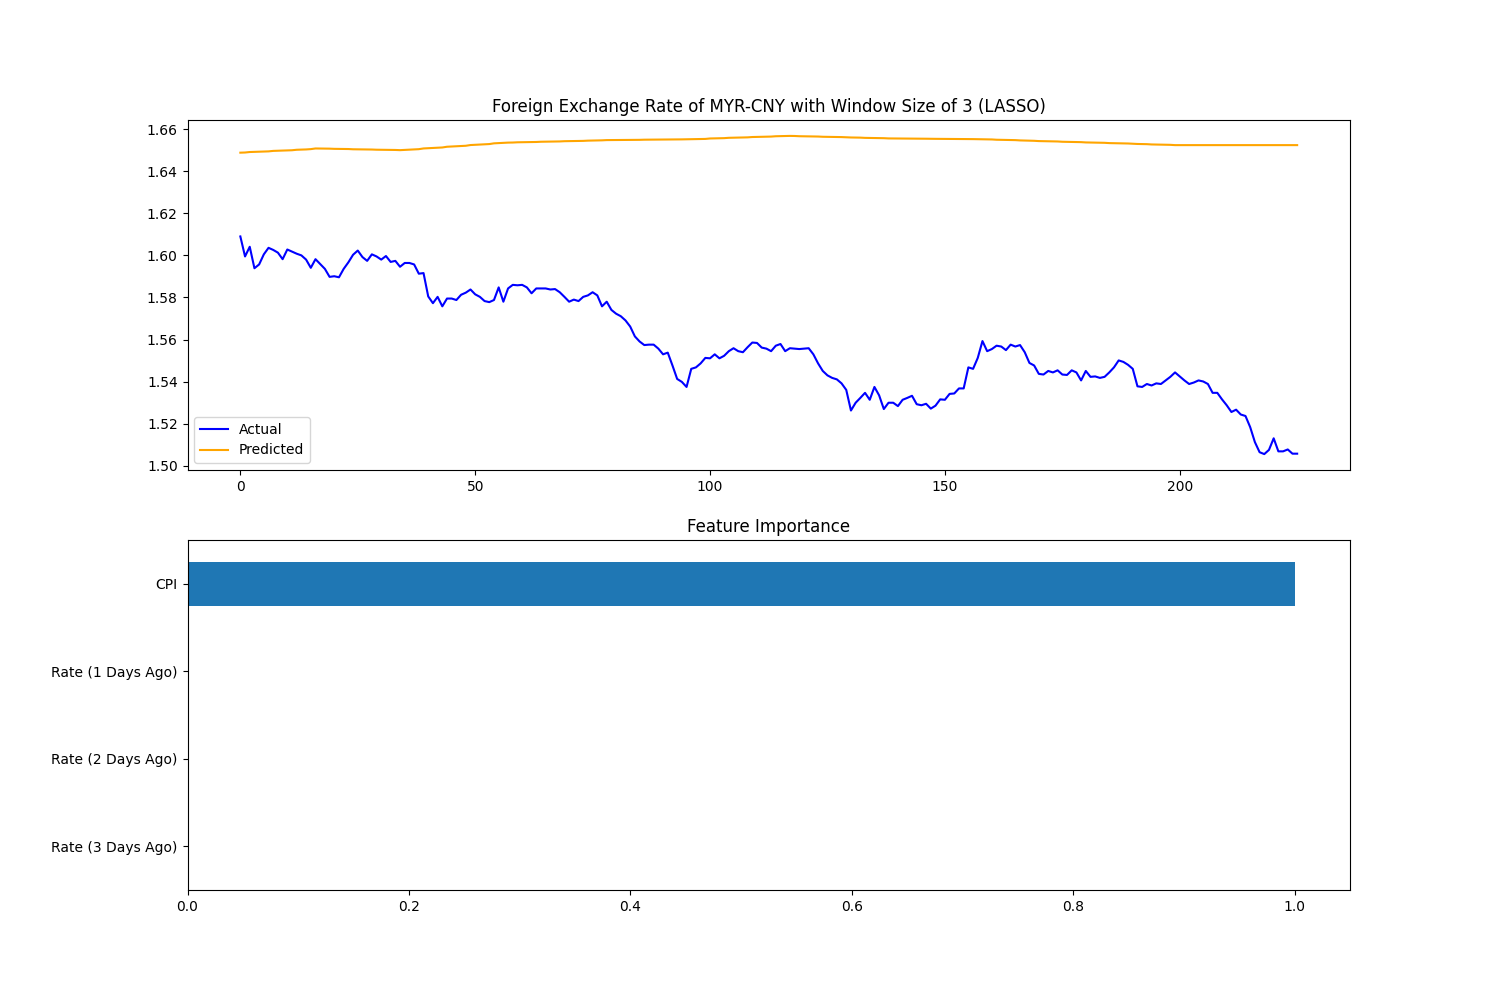 Foreign Exchange Rate of MYR-CNY with Window Size of 3 (LASSO)
1.66
1.64
1.62
1.60
1.58
1.56
1.54
1.52
1.50
Actual
Predicted
0 50 100 150 200
Feature Importance
CPI
Rate (1 Days Ago)
Rate (2 Days Ago)
Rate (3 Days Ago)
0.0 0.2 0.4 0.6 0.8 1.0